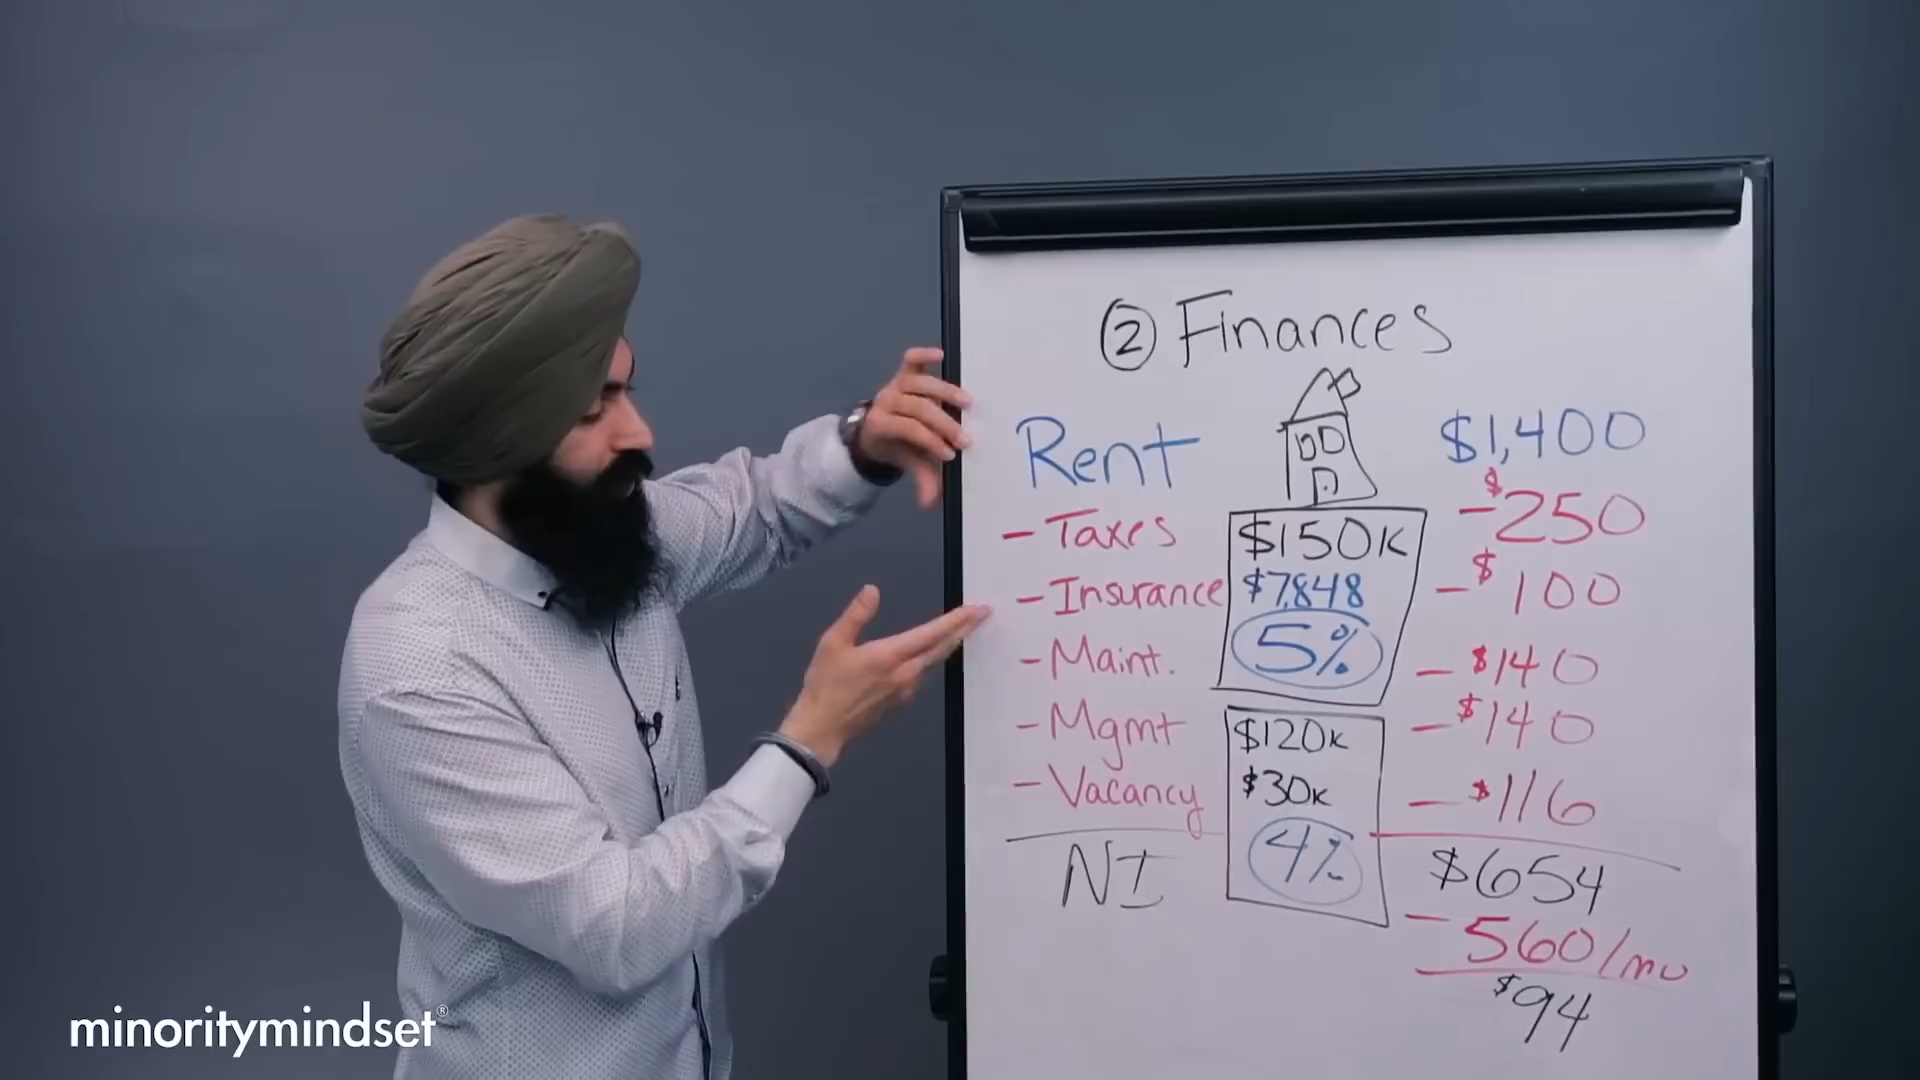 ② Finances
Rent $1,400
- Taxes -$250
- Insurance -$100
- Maint. -$140
- Mgmt -$140
- Vacancy -$116
NI $654
-560/mo
$94
$150K
$7,848
5%
$120K
$30K
4%
minoritymindset®